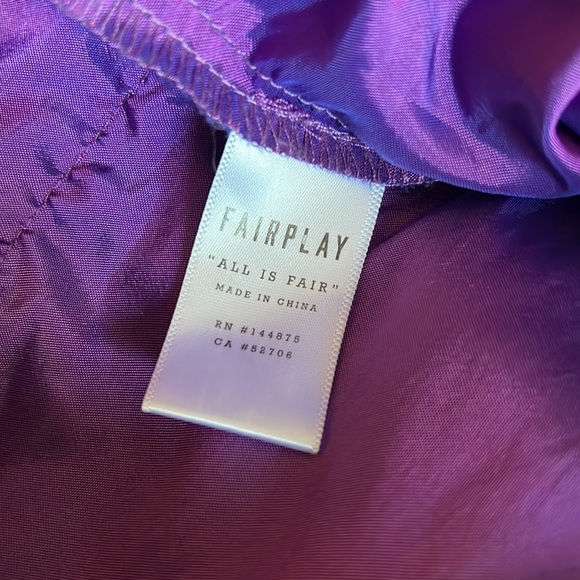 FAIRPLAY
"ALL IS FAIR"
MADE IN CHINA
RN #144875
CA #52706